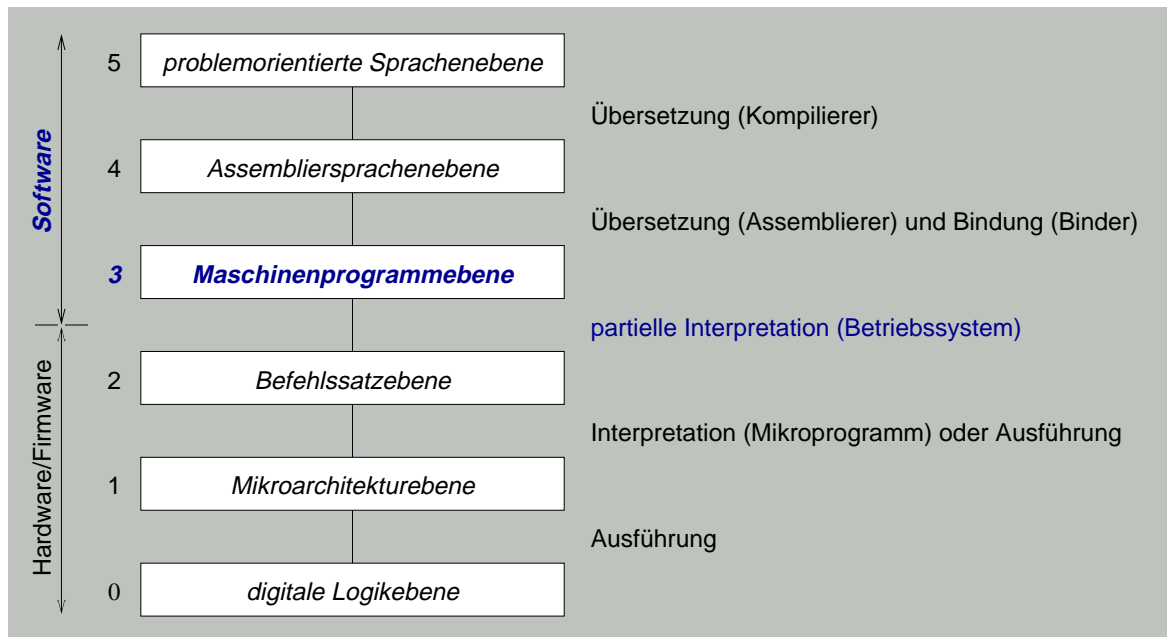 5 problemorientierte Sprachenebene
Übersetzung (Kompilierer)
4 Assembliersprachenebene
Übersetzung (Assemblierer) und Bindung (Binder)
3 Maschinenprogrammebene
partielle Interpretation (Betriebssystem)
2 Befehlssatzebene
Interpretation (Mikroprogramm) oder Ausführung
1 Mikroarchitekturebene
Ausführung
0 digitale Logikebene
Software
Hardware/Firmware